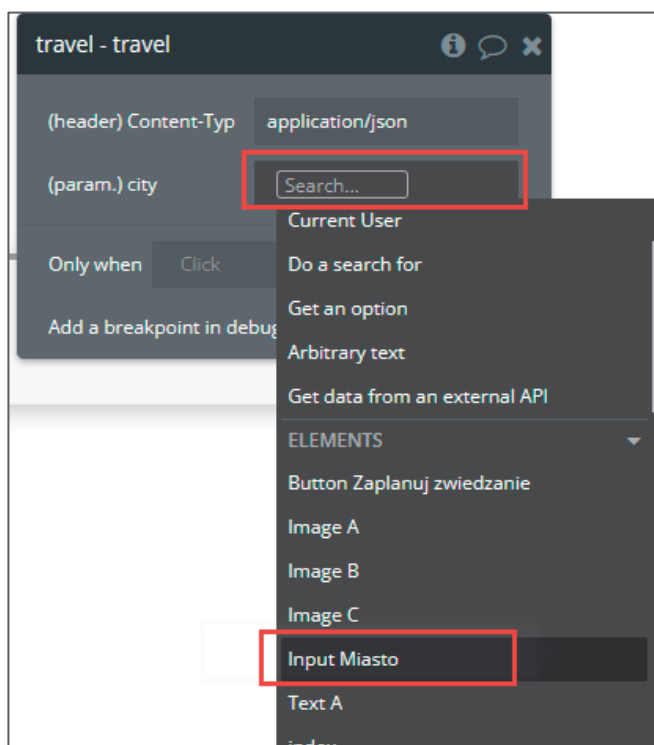 travel - travel
(header) Content-Typ application/json
(param.) city Search...
Current User
Do a search for
Only when Click
Get an option
Add a breakpoint in debug
Arbitrary text
Get data from an external API
ELEMENTS
Button Zaplanuj zwiedzanie
Image A
Image B
Image C
Input Miasto
Text A
index